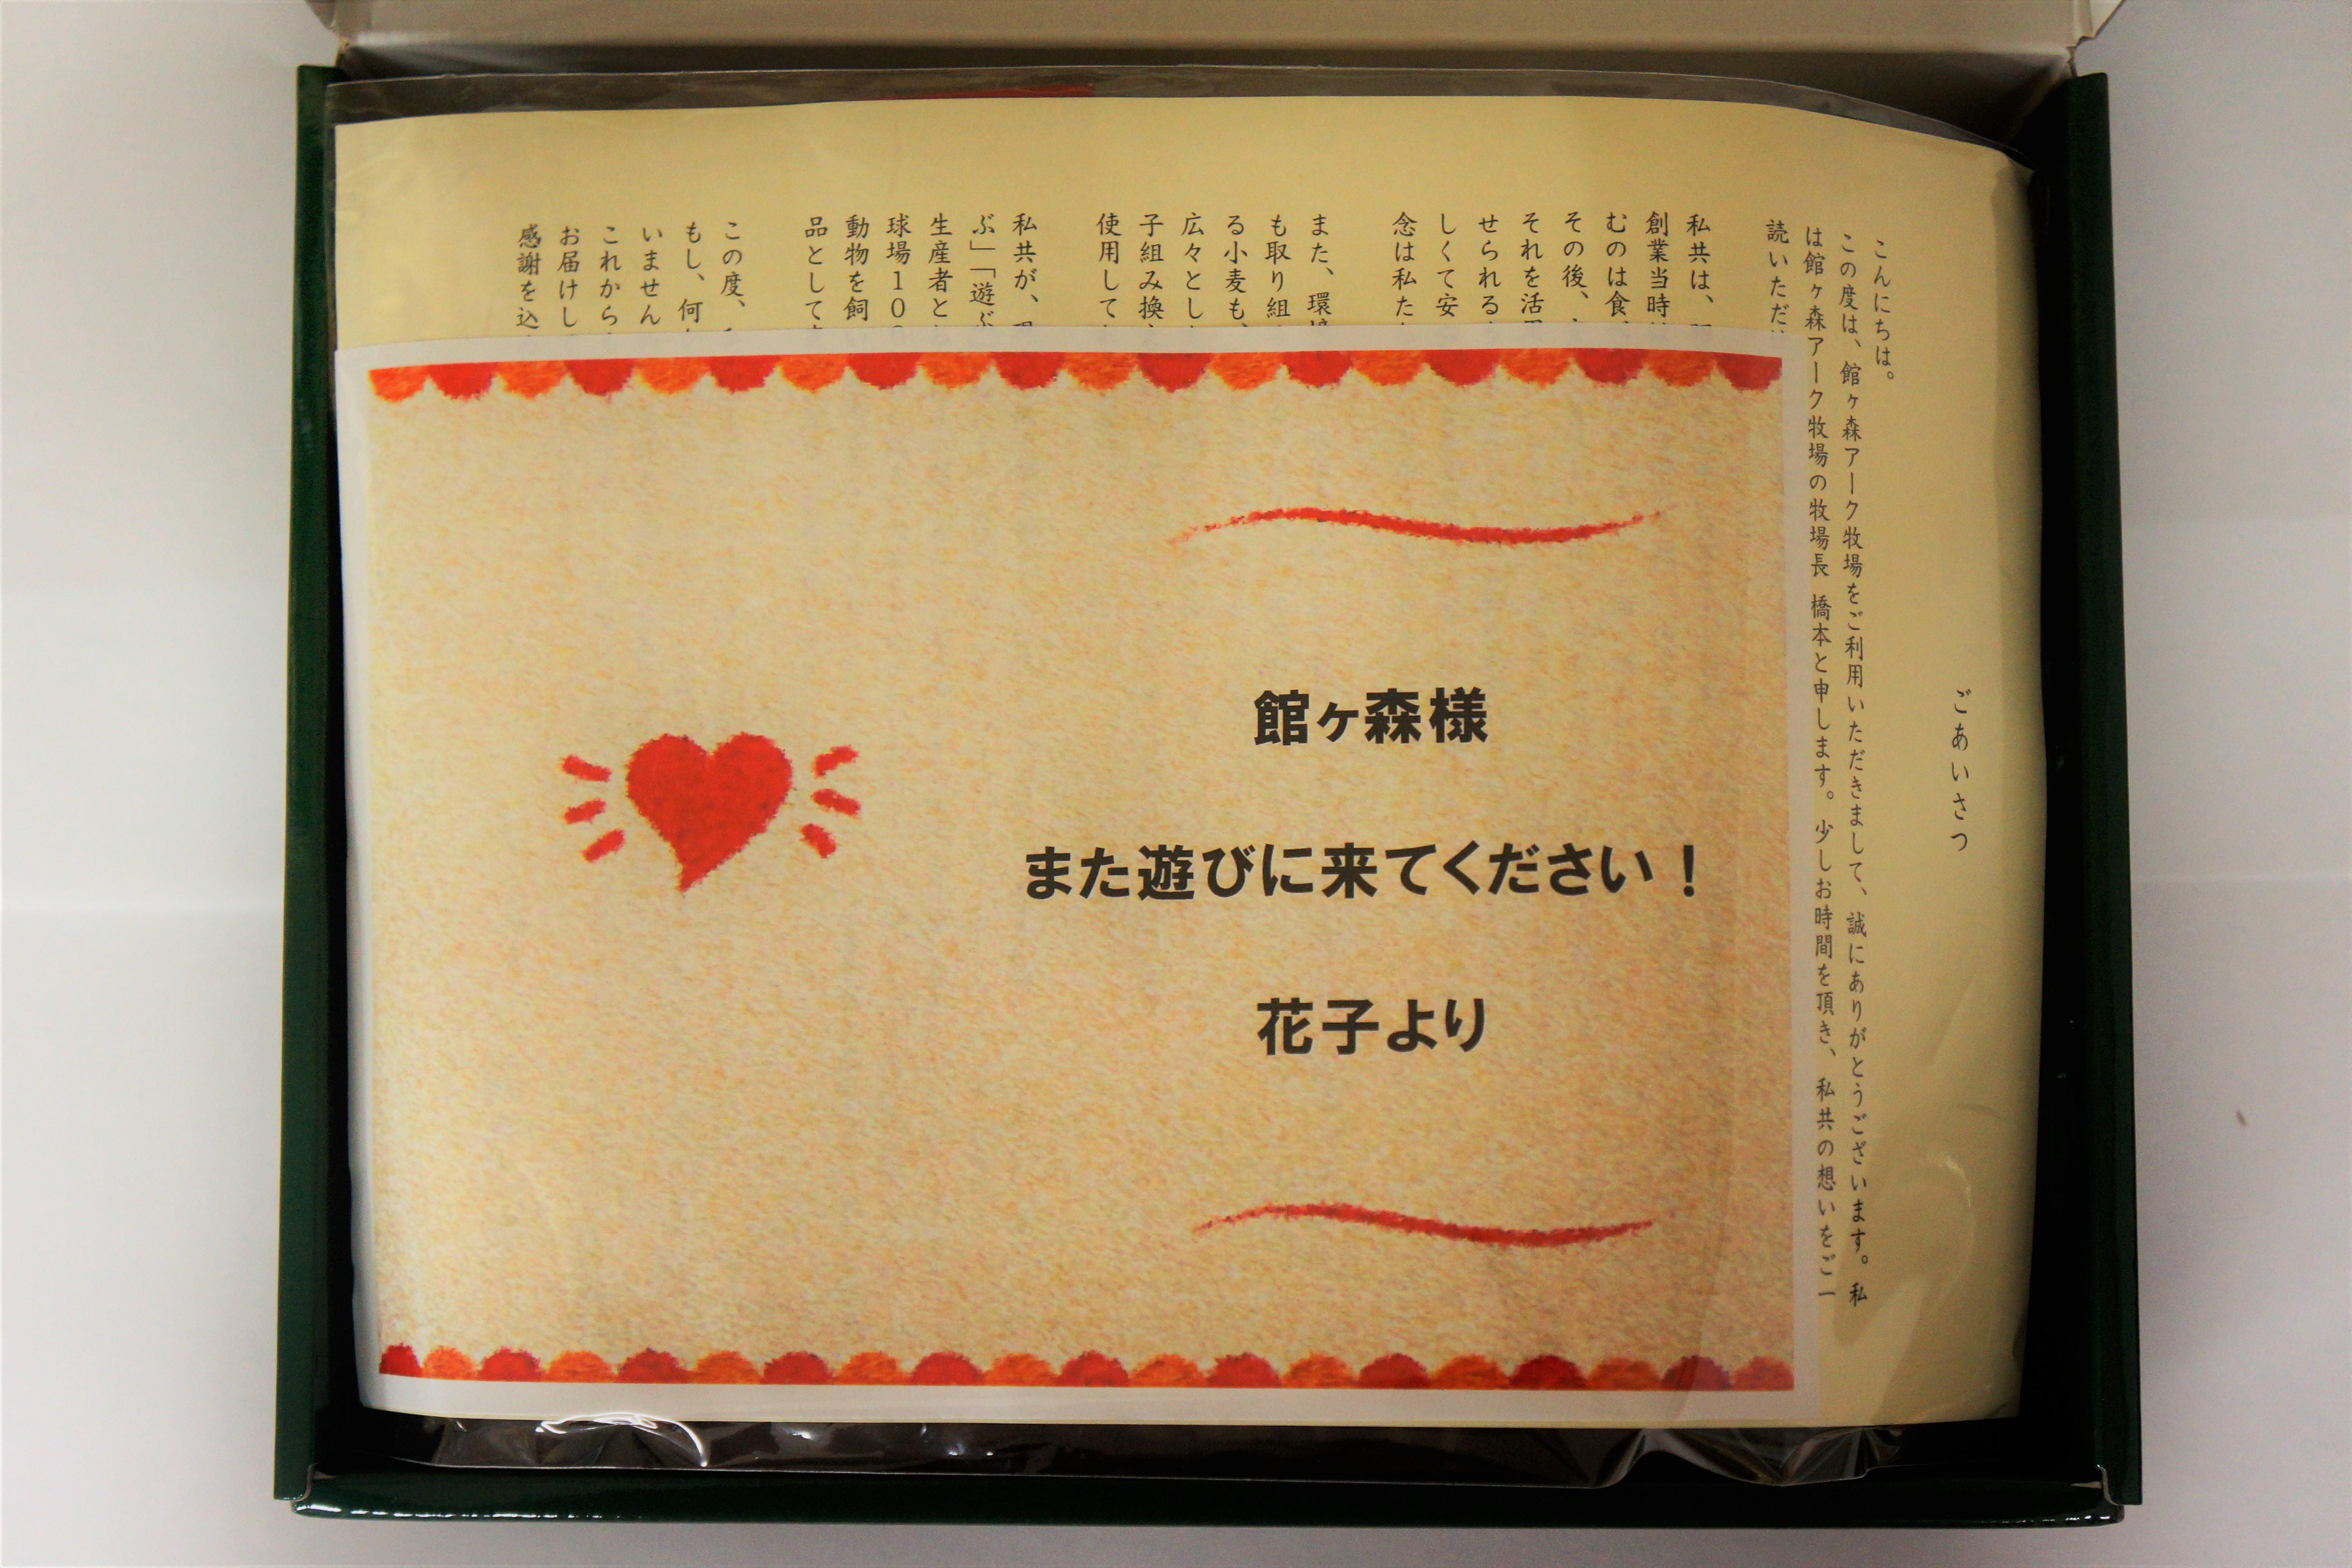 ごあいさつ
こんにちは。
この度は、館ヶ森アーク牧場をご利用いただきまして、誠にありがとうございます。私
は館ヶ森アーク牧場の牧場長 橋本と申します。少しお時間を頂き、私共の想いをご一
読いただ
私共は、
創業当時
むのは食
その後、
それを活
せられる
しくて安
念は私た
また、環
も取り組
る小麦も、
広々とし
子組み換
使用して
私共が、
ぶ」「遊ぶ
生産者と
球場10
動物を飼
品として
この度、
もし、何
いません
これから
お届けし
感謝を込
館ヶ森様
また遊びに来てください！
花子より